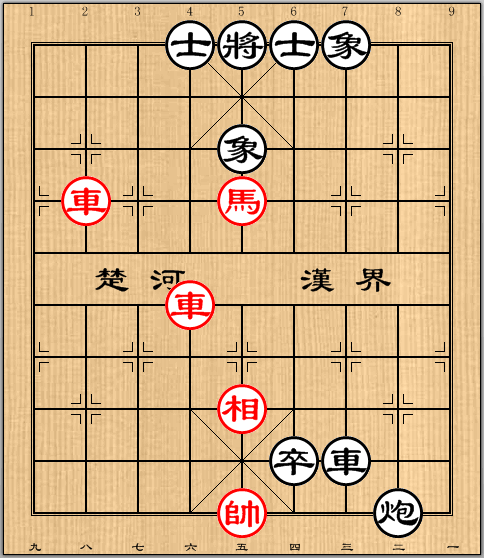 1 2 3 4 5 6 7 8 9
士 將 士 象
象
車 馬
楚 河 漢 界
車
相
卒 車
帥 炮
九 八 七 六 五 四 三 二 一